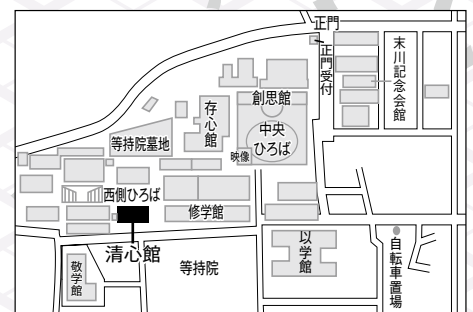 正門
正門受付
末川記念会館
創思館
存心館
中央
ひろば
映像
等持院墓地
西側ひろば
修学館
清心館
敬学館
等持院
以学館
自転車置場